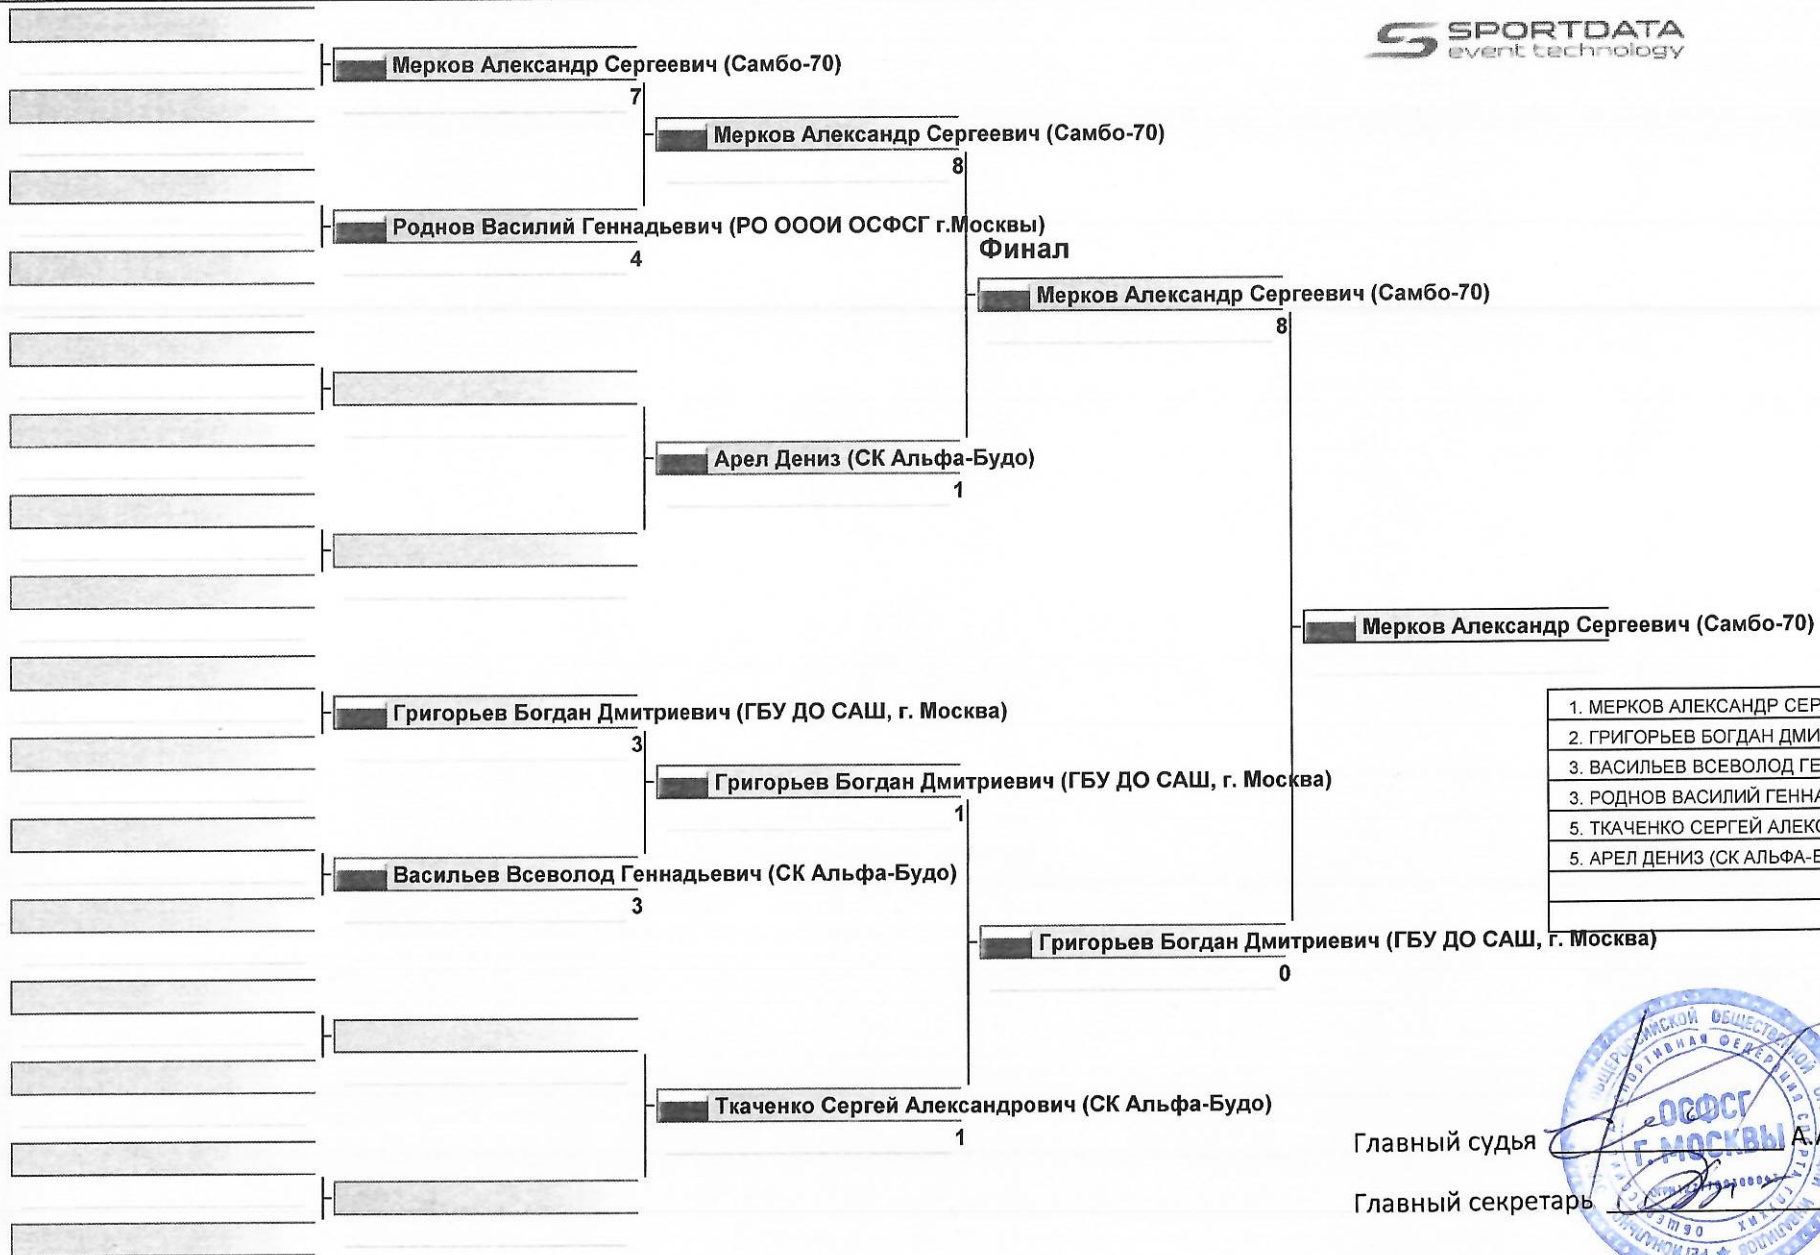 SPORTDATA
event technology
Мерков Александр Сергеевич (Самбо-70)
7
Мерков Александр Сергеевич (Самбо-70)
8
Роднов Василий Геннадьевич (РО ОООИ ОСФСГ г.Москвы)
4
Финал
Мерков Александр Сергеевич (Самбо-70)
8
Арел Дениз (СК Альфа-Будо)
1
Мерков Александр Сергеевич (Самбо-70)
Григорьев Богдан Дмитриевич (ГБУ ДО САШ, г. Москва)
3
Григорьев Богдан Дмитриевич (ГБУ ДО САШ, г. Москва)
1
Васильев Всеволод Геннадьевич (СК Альфа-Будо)
3
Григорьев Богдан Дмитриевич (ГБУ ДО САШ, г. Москва)
0
Ткаченко Сергей Александрович (СК Альфа-Будо)
1
1. МЕРКОВ АЛЕКСАНДР СЕР
2. ГРИГОРЬЕВ БОГДАН ДМИ
3. ВАСИЛЬЕВ ВСЕВОЛОД ГЕ
3. РОДНОВ ВАСИЛИЙ ГЕННА
5. ТКАЧЕНКО СЕРГЕЙ АЛЕК
5. АРЕЛ ДЕНИЗ (СК АЛЬФА-Б
Главный судья
Главный секретарь
ОСФСГ
Г. МОСКВЫ